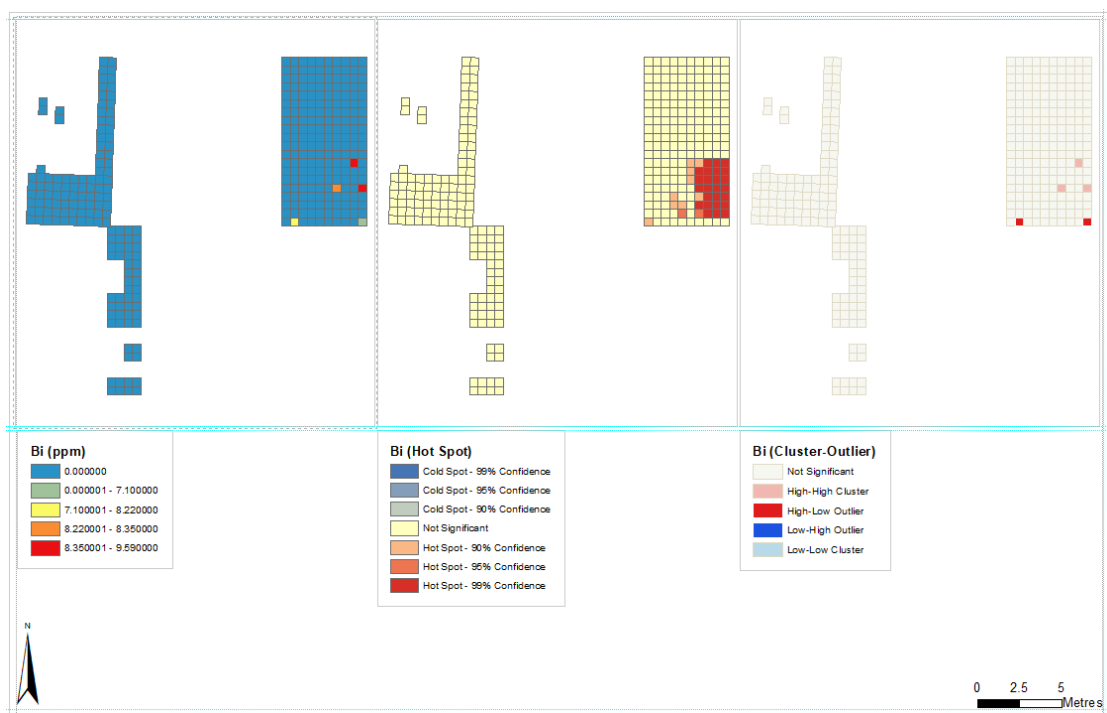 Bi (ppm)
0.000000
0.000001 - 7.100000
7.100001 - 8.220000
8.220001 - 8.350000
8.350001 - 9.590000
Bi (Hot Spot)
Cold Spot - 99% Confidence
Cold Spot - 95% Confidence
Cold Spot - 90% Confidence
Not Significant
Hot Spot - 90% Confidence
Hot Spot - 95% Confidence
Hot Spot - 99% Confidence
Bi (Cluster-Outlier)
Not Significant
High-High Cluster
High-Low Outlier
Low-High Outlier
Low-Low Cluster
N
0 2.5 5
Metres